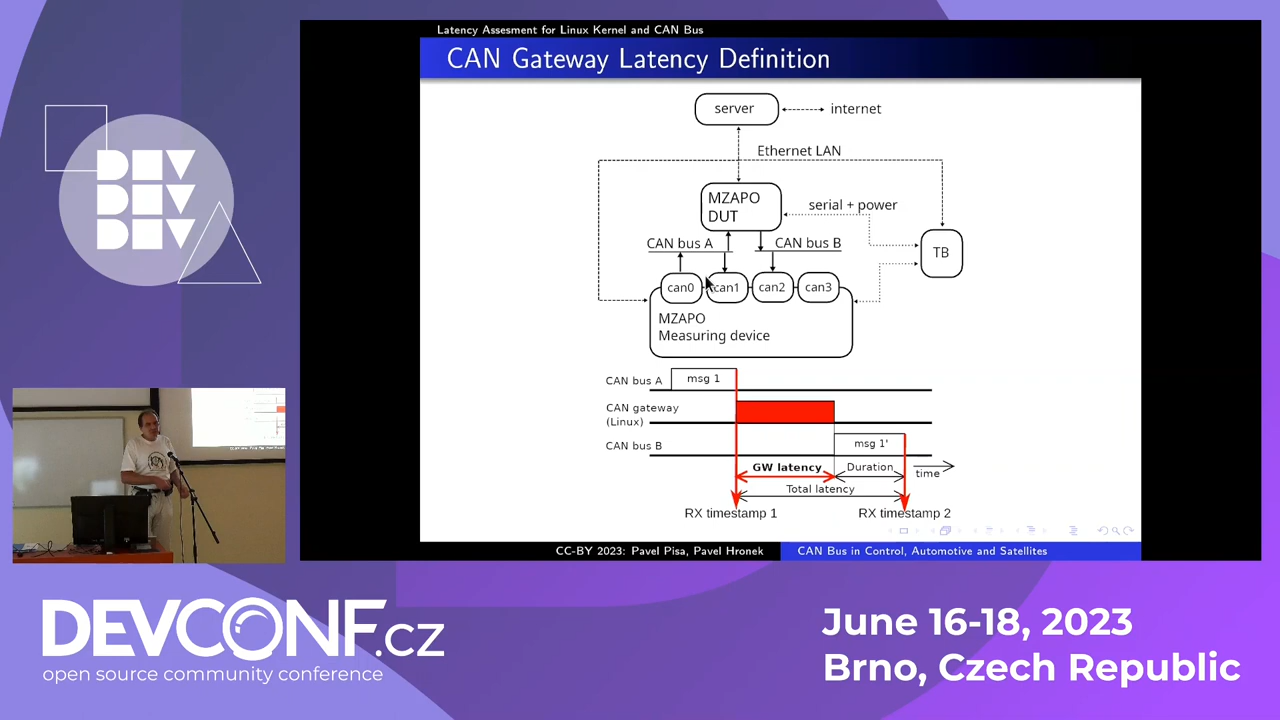 Latency Assesment for Linux Kernel and CAN Bus
CAN Gateway Latency Definition
server
internet
Ethernet LAN
MZAPO
DUT
serial + power
CAN bus A
CAN bus B
TB
can0
can1
can2
can3
MZAPO
Measuring device
CAN bus A
msg 1
CAN gateway
(Linux)
CAN bus B
msg 1'
GW latency
Duration
time
Total latency
RX timestamp 1
RX timestamp 2
CC-BY 2023: Pavel Pisa, Pavel Hronek
CAN Bus in Control, Automotive and Satellites
DEV
DEV
DEV
DEVCONF.cz
open source community conference
June 16-18, 2023
Brno, Czech Republic